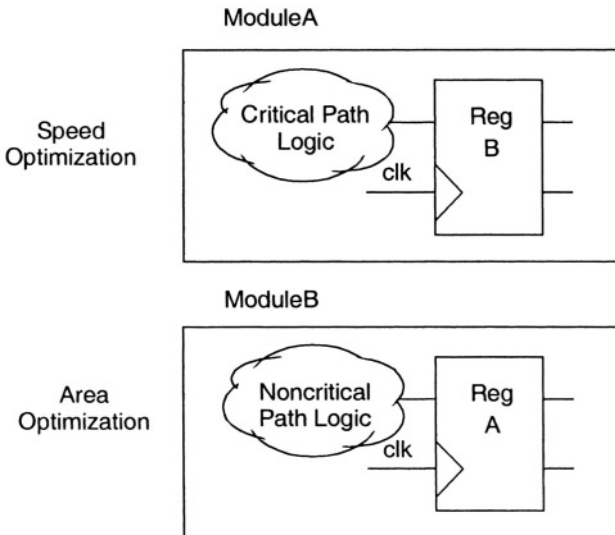 ModuleA
Speed
Optimization
Critical Path
Logic
clk
Reg
B
ModuleB
Area
Optimization
Noncritical
Path Logic
clk
Reg
A